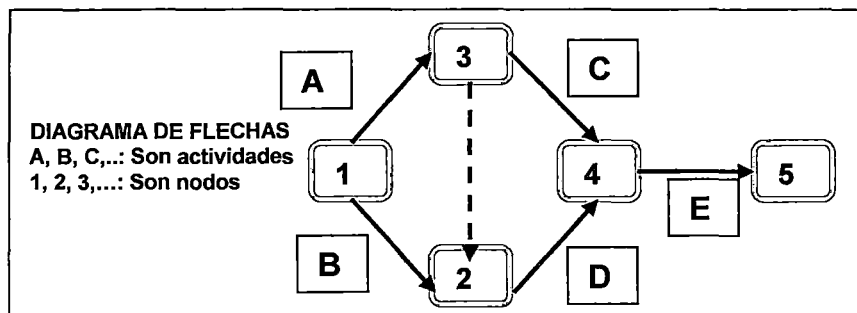 3
A
C
DIAGRAMA DE FLECHAS
A, B, C,..: Son actividades
1, 2, 3,...: Son nodos
1
4
5
E
B
2
D